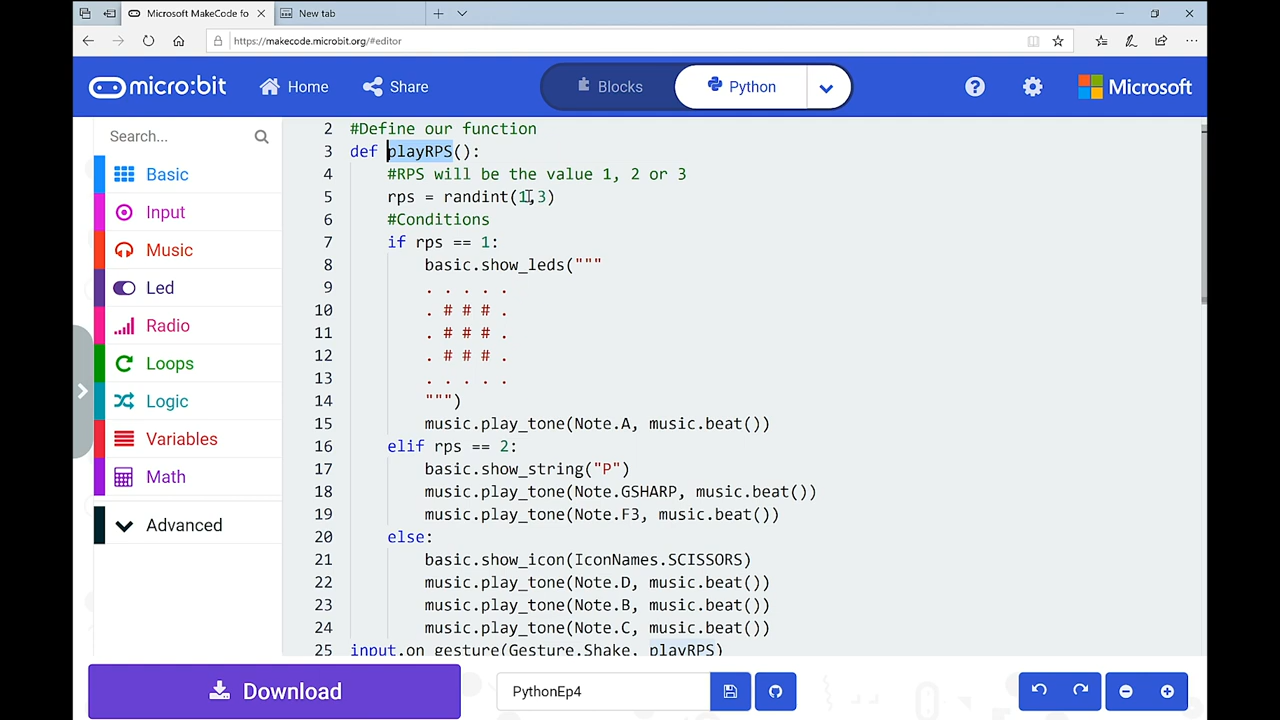 Microsoft MakeCode fo
New tab
https://makecode.microbit.org/#editor
micro:bit
Home
Share
Blocks
Python
Microsoft
Search...
Basic
Input
Music
Led
Radio
Loops
Logic
Variables
Math
Advanced
2 #Define our function
3 def playRPS():
4 #RPS will be the value 1, 2 or 3
5 rps = randint(1,3)
6 #Conditions
7 if rps == 1:
8 basic.show_leds("""
9 . . . . .
10 . # # # .
11 . # # # .
12 . # # # .
13 . . . . .
14 """)
15 music.play_tone(Note.A, music.beat())
16 elif rps == 2:
17 basic.show_string("P")
18 music.play_tone(Note.GSHARP, music.beat())
19 music.play_tone(Note.F3, music.beat())
20 else:
21 basic.show_icon(IconNames.SCISSORS)
22 music.play_tone(Note.D, music.beat())
23 music.play_tone(Note.B, music.beat())
24 music.play_tone(Note.C, music.beat())
25 input.on_gesture(Gesture.Shake, playRPS)
Download
PythonEp4